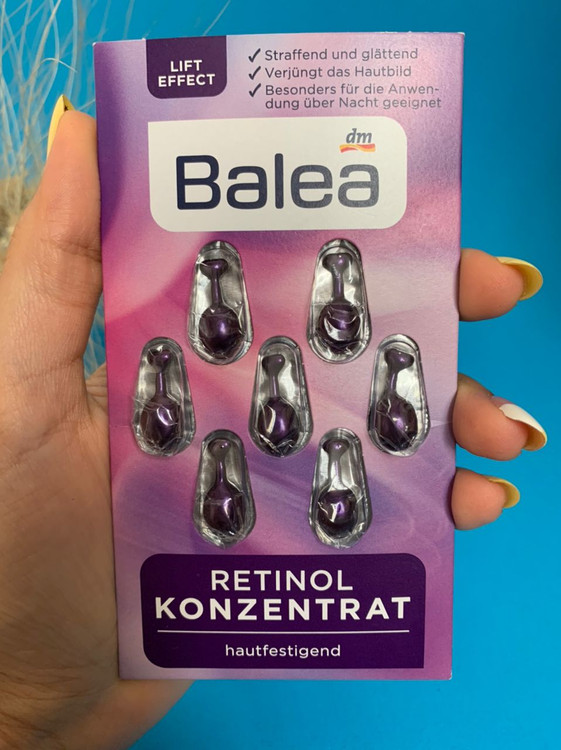 LIFT
EFFECT
✓ Straffend und glättend
✓ Verjüngt das Hautbild
✓ Besonders für die Anwen-
dung über Nacht geeignet
dm
Balea
RETINOL
KONZENTRAT
hautfestigend